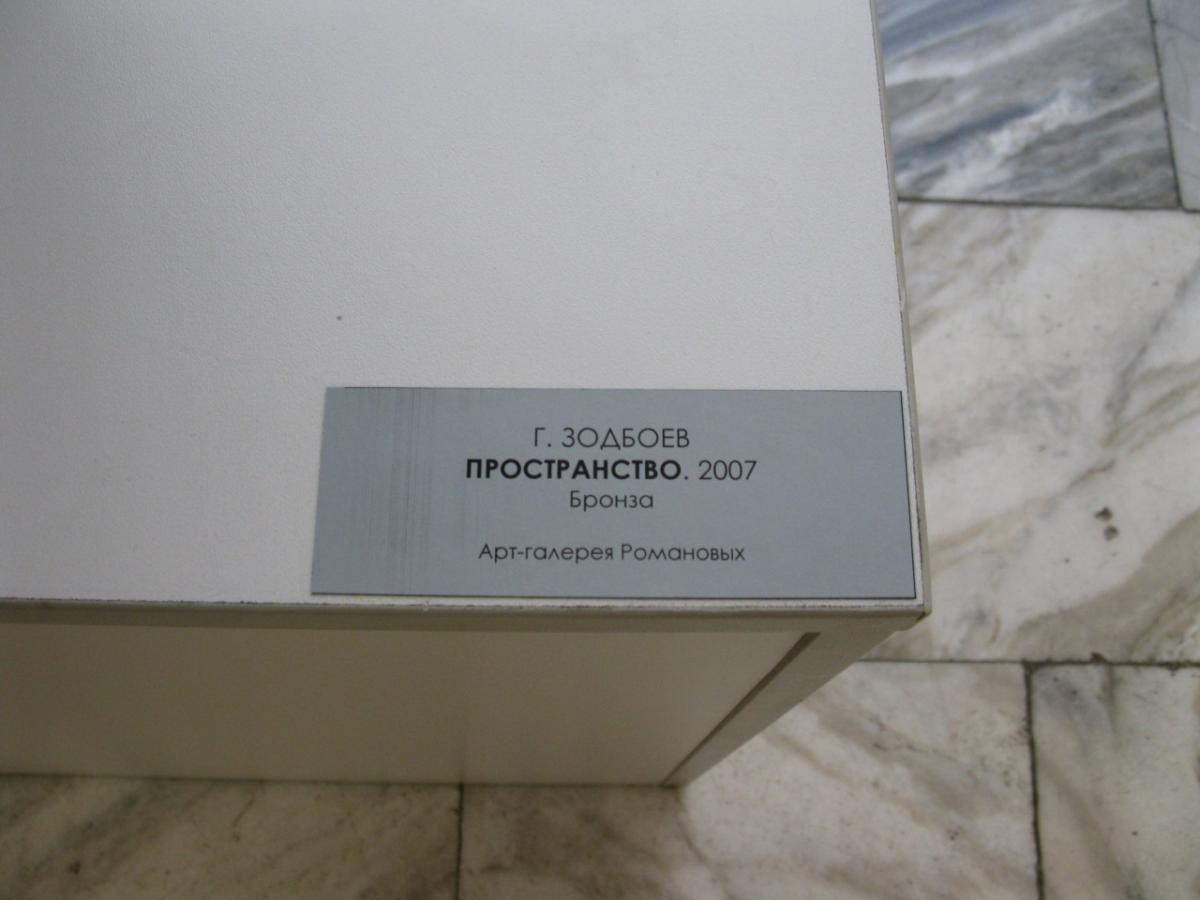 Г. ЗОДБОЕВ
ПРОСТРАНСТВО. 2007
Бронза
Арт-галерея Романовых